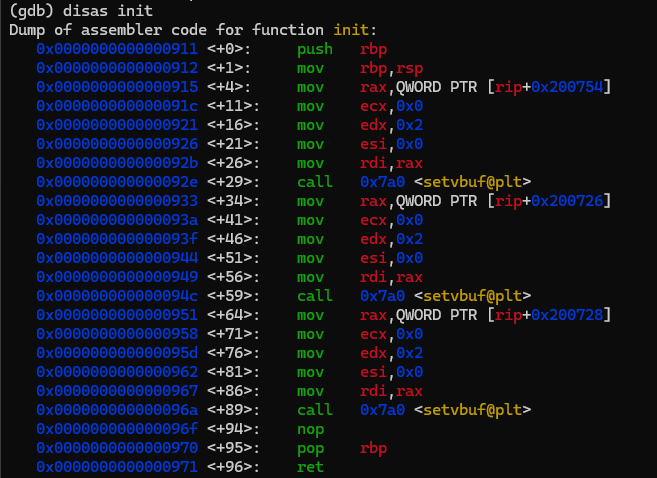 (gdb) disas init
Dump of assembler code for function init:
0x0000000000000911 <+0>: push rbp
0x0000000000000912 <+1>: mov rbp,rsp
0x0000000000000915 <+4>: mov rax,QWORD PTR [rip+0x200754]
0x000000000000091c <+11>: mov ecx,0x0
0x0000000000000921 <+16>: mov edx,0x2
0x0000000000000926 <+21>: mov esi,0x0
0x000000000000092b <+26>: mov rdi,rax
0x000000000000092e <+29>: call 0x7a0 <setvbuf@plt>
0x0000000000000933 <+34>: mov rax,QWORD PTR [rip+0x200726]
0x000000000000093a <+41>: mov ecx,0x0
0x000000000000093f <+46>: mov edx,0x2
0x0000000000000944 <+51>: mov esi,0x0
0x0000000000000949 <+56>: mov rdi,rax
0x000000000000094c <+59>: call 0x7a0 <setvbuf@plt>
0x0000000000000951 <+64>: mov rax,QWORD PTR [rip+0x200728]
0x0000000000000958 <+71>: mov ecx,0x0
0x000000000000095d <+76>: mov edx,0x2
0x0000000000000962 <+81>: mov esi,0x0
0x0000000000000967 <+86>: mov rdi,rax
0x000000000000096a <+89>: call 0x7a0 <setvbuf@plt>
0x000000000000096f <+94>: nop
0x0000000000000970 <+95>: pop rbp
0x0000000000000971 <+96>: ret